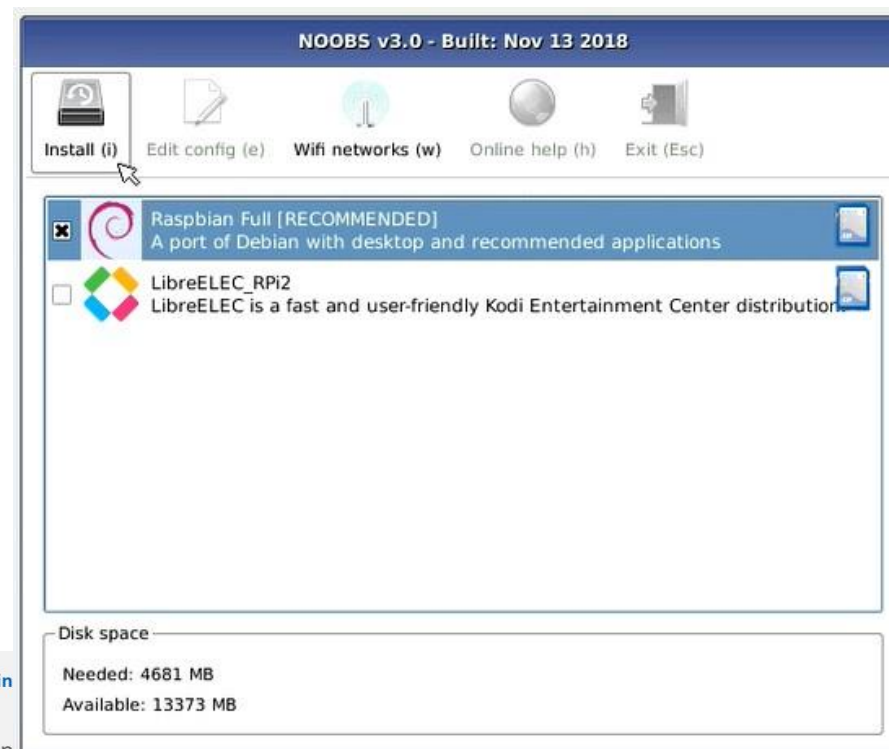 NOOBS v3.0 - Built: Nov 13 2018
Install (i) Edit config (e) Wifi networks (w) Online help (h) Exit (Esc)
Raspbian Full [RECOMMENDED]
A port of Debian with desktop and recommended applications
LibreELEC_RPi2
LibreELEC is a fast and user-friendly Kodi Entertainment Center distribution
Disk space
Needed: 4681 MB
in
Available: 13373 MB